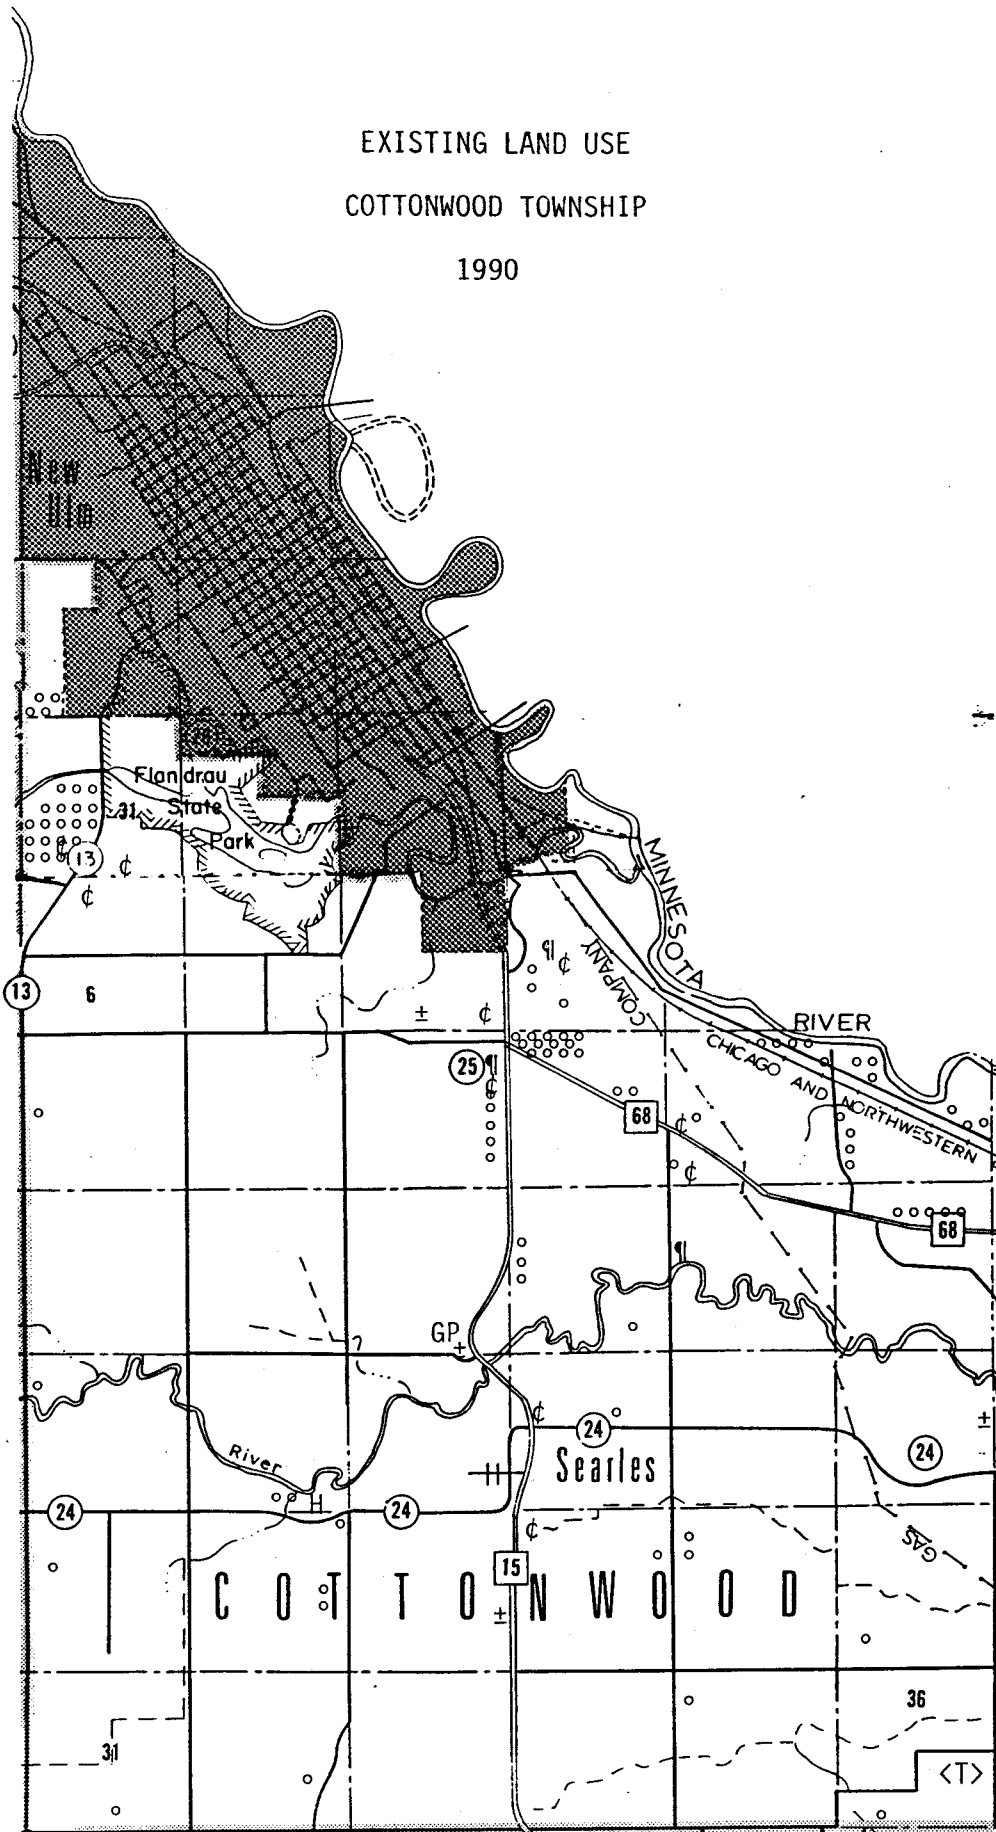 EXISTING LAND USE
COTTONWOOD TOWNSHIP
1990
New
Ulm
Flandrau
State
Park
31
13
¢
¢
¢
MINNESOTA
RIVER
COMPANY
CHICAGO AND NORTHWESTERN
13
6
±
¢
¶
¢
25
¶
¢
68
¢
¢
68
¶
GP
+
¢
24
Searles
±
24
River
H
24
24
¢
GAS
15
COTTONWOOD
±
31
36
<T>